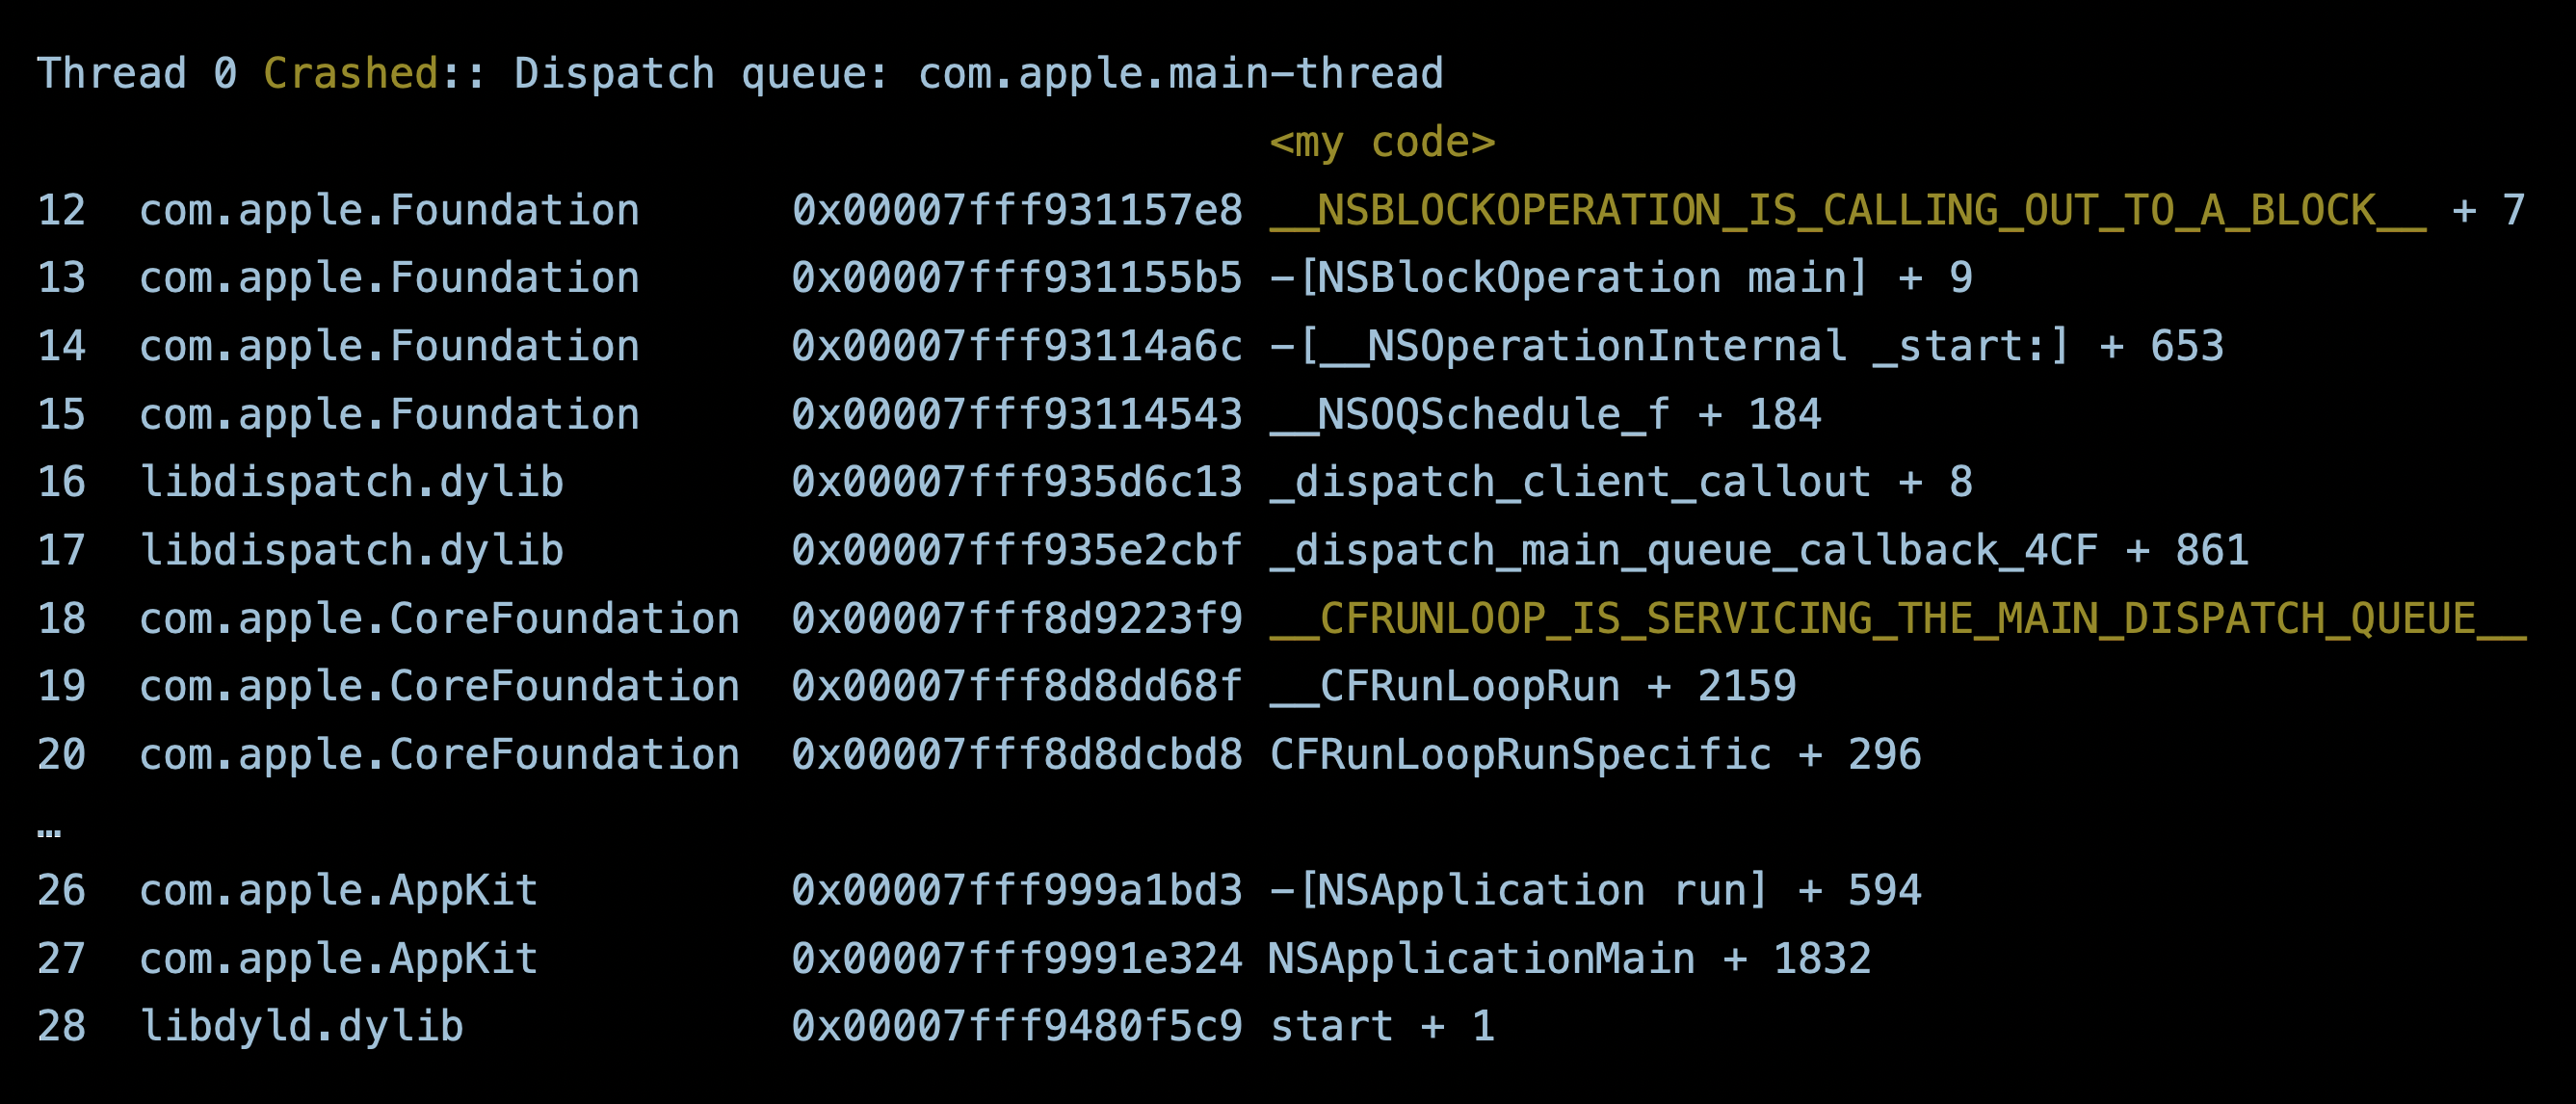 Thread 0 Crashed:: Dispatch queue: com.apple.main-thread
<my code>
12  com.apple.Foundation      0x00007fff931157e8 __NSBLOCKOPERATION_IS_CALLING_OUT_TO_A_BLOCK__ + 7
13  com.apple.Foundation      0x00007fff931155b5 -[NSBlockOperation main] + 9
14  com.apple.Foundation      0x00007fff93114a6c -[__NSOperationInternal _start:] + 653
15  com.apple.Foundation      0x00007fff93114543 __NSOQSchedule_f + 184
16  libdispatch.dylib         0x00007fff935d6c13 _dispatch_client_callout + 8
17  libdispatch.dylib         0x00007fff935e2cbf _dispatch_main_queue_callback_4CF + 861
18  com.apple.CoreFoundation  0x00007fff8d9223f9 __CFRUNLOOP_IS_SERVICING_THE_MAIN_DISPATCH_QUEUE__
19  com.apple.CoreFoundation  0x00007fff8d8dd68f __CFRunLoopRun + 2159
20  com.apple.CoreFoundation  0x00007fff8d8dcbd8 CFRunLoopRunSpecific + 296
…
26  com.apple.AppKit          0x00007fff999a1bd3 -[NSApplication run] + 594
27  com.apple.AppKit          0x00007fff9991e324 NSApplicationMain + 1832
28  libdyld.dylib             0x00007fff9480f5c9 start + 1